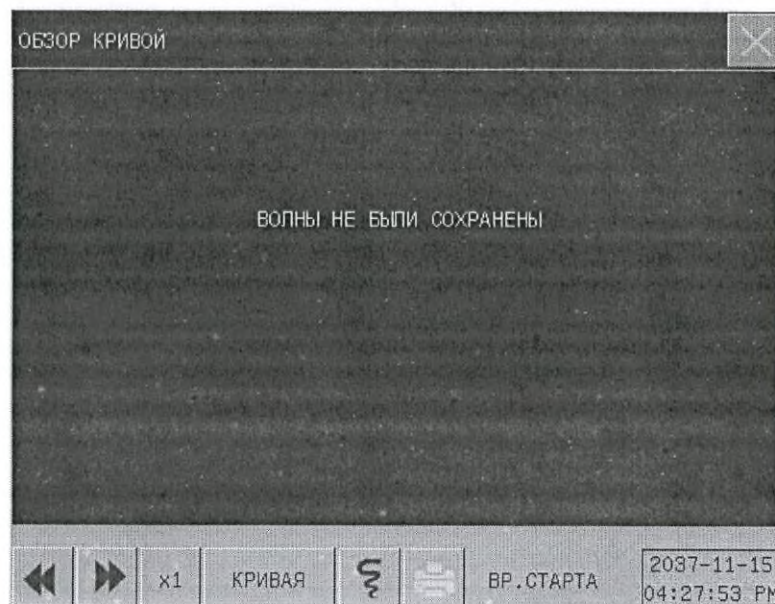 ОБЗОР КРИВОЙ
ВОЛНЫ НЕ БЫЛИ СОХРАНЕНЫ
x1 КРИВАЯ ВР.СТАРТА 2037-11-15
04:27:53 PM